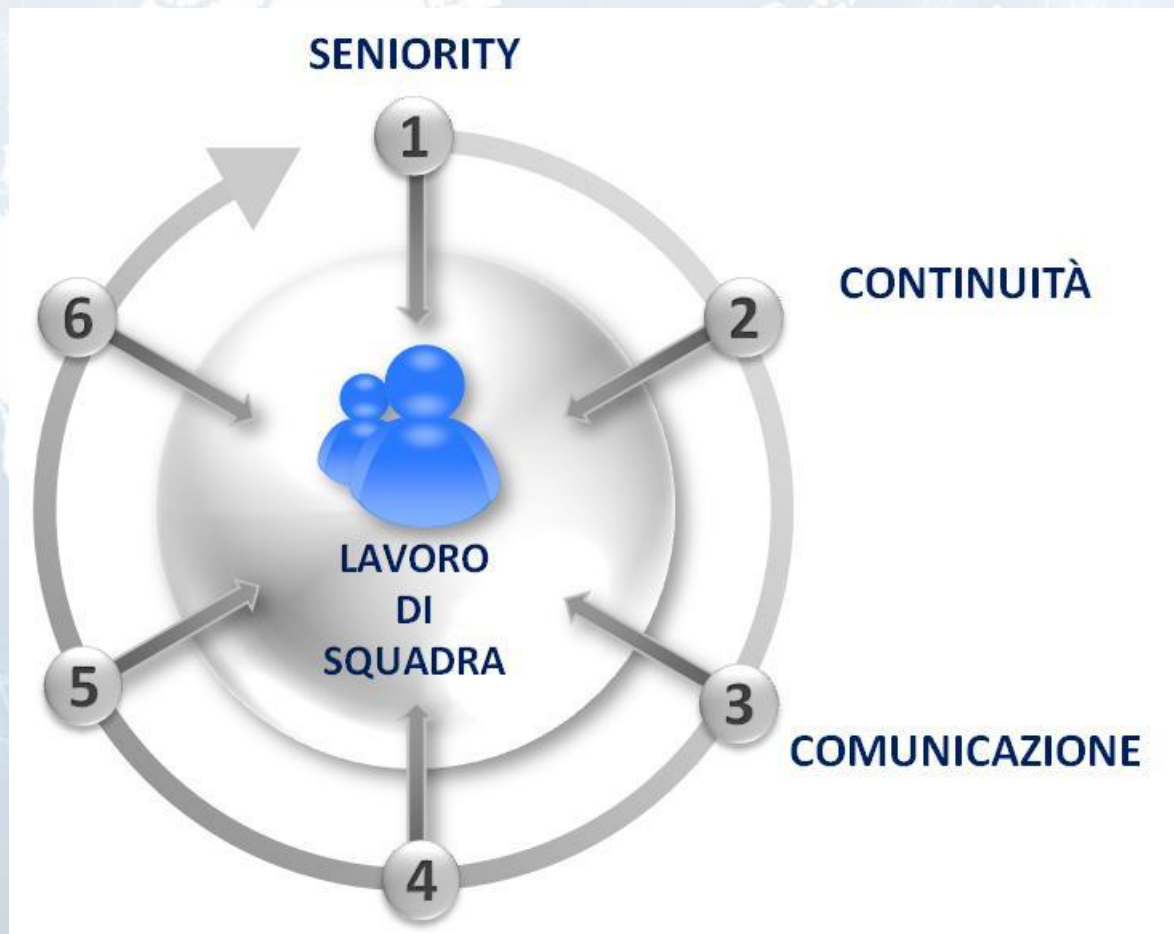 SENIORITY
1
2
CONTINUITÀ
6
LAVORO
DI
SQUADRA
5
3
COMUNICAZIONE
4